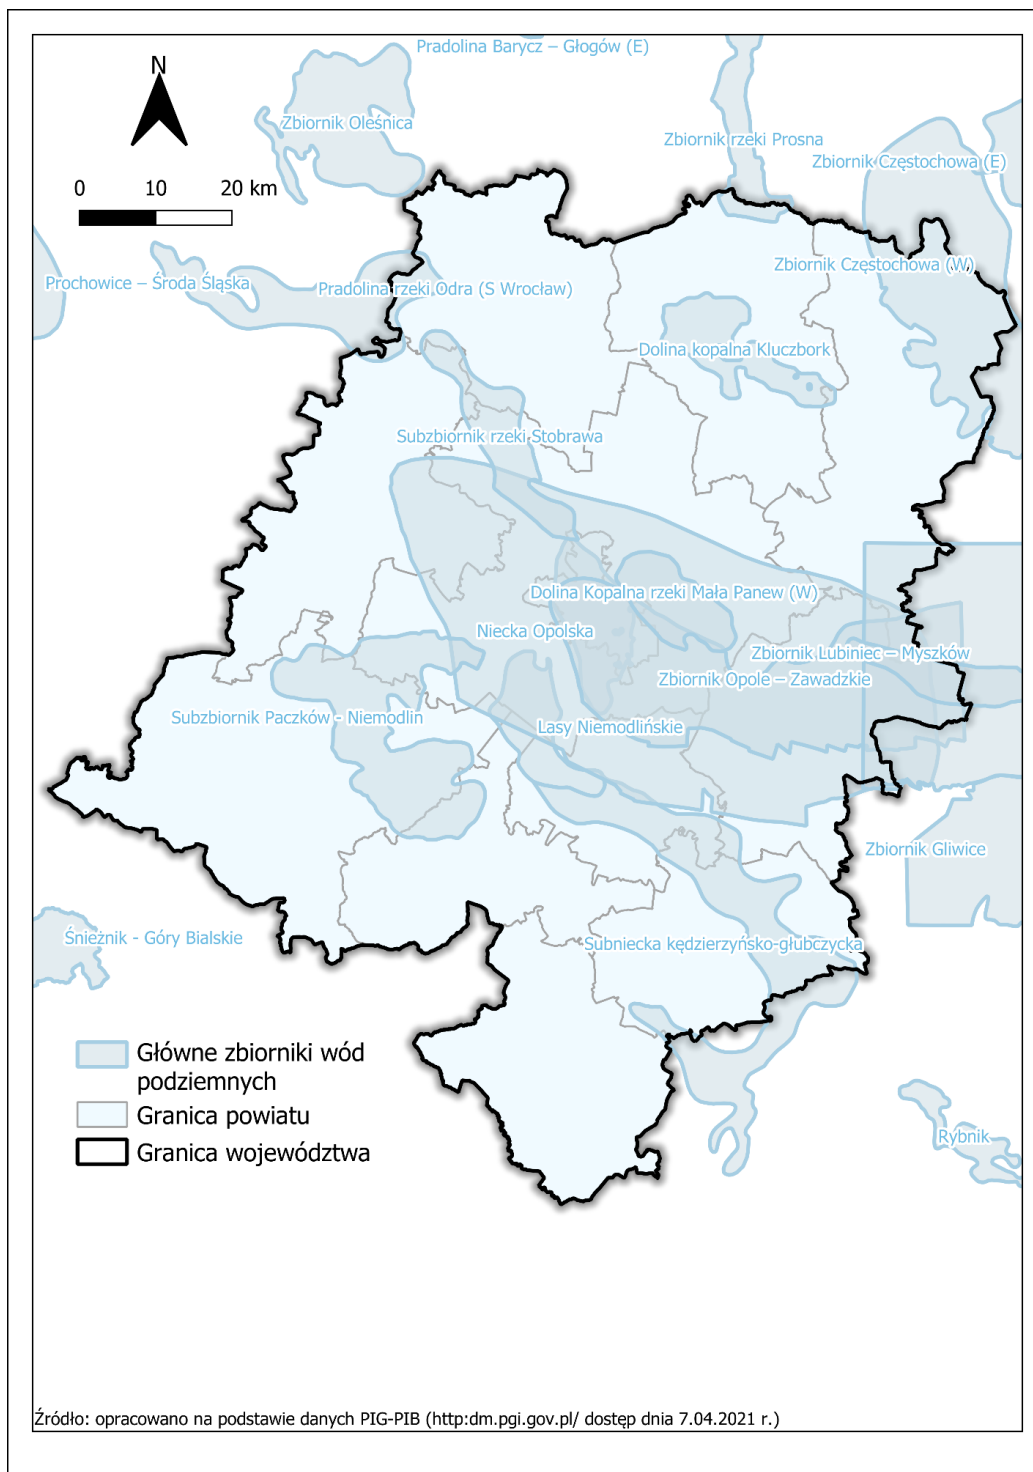 Pradolina Barycz – Głogów (E)
N
Zbiornik Oleśnica
Zbiornik rzeki Prosna
Zbiornik Częstochowa (E)
0 10 20 km
Zbiornik Częstochowa (W)
Prochowice – Środa Śląska
Pradolina rzeki Odra (S Wrocław)
Dolina kopalna Kluczbork
Subzbiornik rzeki Stobrawa
Dolina Kopalna rzeki Mała Panew (W)
Niecka Opolska
Zbiornik Lubiniec – Myszków
Zbiornik Opole – Zawadzkie
Subzbiornik Paczków - Niemodlin
Lasy Niemodlińskie
Zbiornik Gliwice
Śnieżnik - Góry Bialskie
Subniecka kędzierzyńsko-głubczycka
Główne zbiorniki wód
podziemnych
Granica powiatu
Granica województwa
Rybnik
Źródło: opracowano na podstawie danych PIG-PIB (http:dm.pgi.gov.pl/ dostęp dnia 7.04.2021 r.)